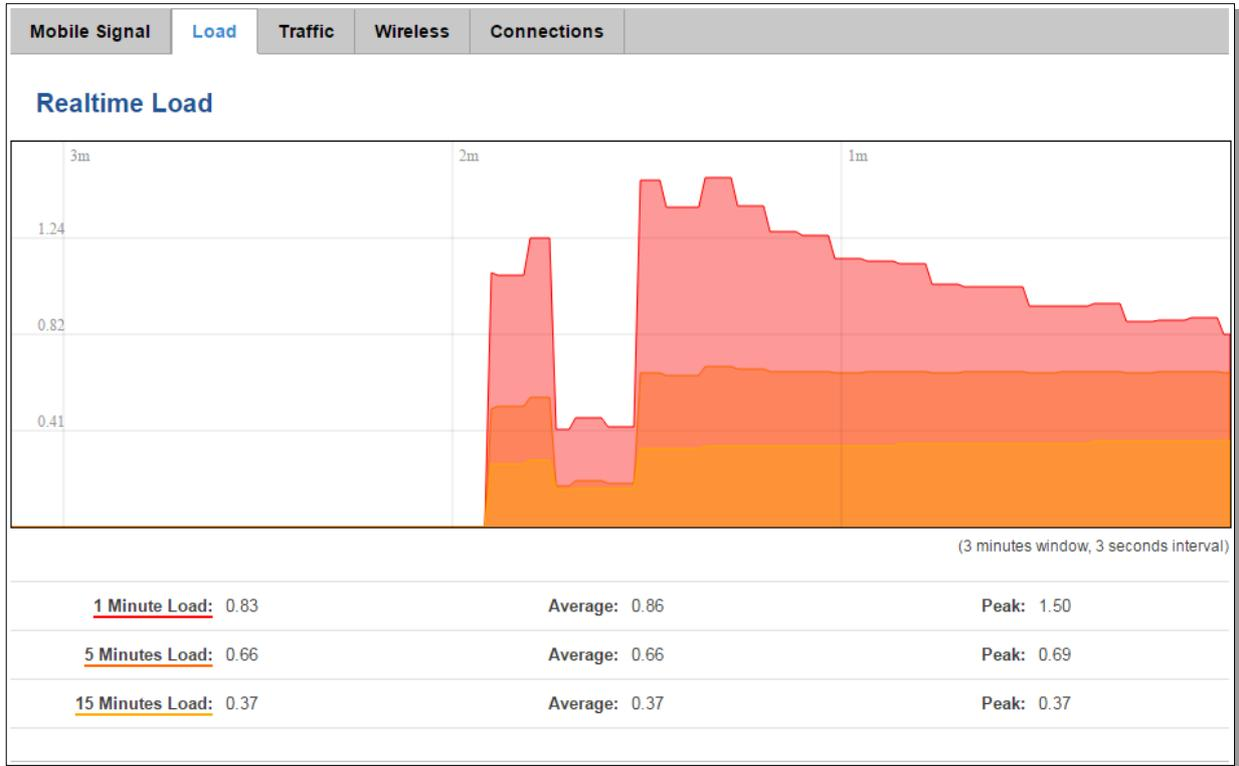 Mobile Signal Load Traffic Wireless Connections
Realtime Load
3m 2m 1m
1.24
0.82
0.41
(3 minutes window, 3 seconds interval)
1 Minute Load: 0.83 Average: 0.86 Peak: 1.50
5 Minutes Load: 0.66 Average: 0.66 Peak: 0.69
15 Minutes Load: 0.37 Average: 0.37 Peak: 0.37